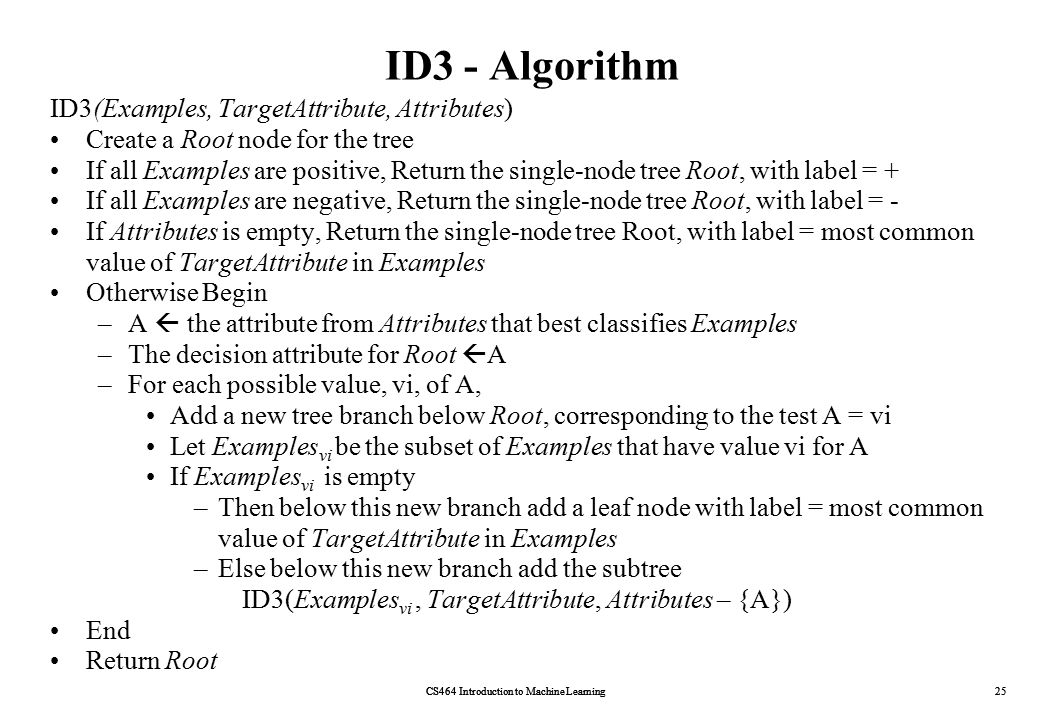 ID3 - Algorithm
ID3(Examples, TargetAttribute, Attributes)
• Create a Root node for the tree
• If all Examples are positive, Return the single-node tree Root, with label = +
• If all Examples are negative, Return the single-node tree Root, with label = -
• If Attributes is empty, Return the single-node tree Root, with label = most common
value of TargetAttribute in Examples
• Otherwise Begin
– A ← the attribute from Attributes that best classifies Examples
– The decision attribute for Root ←A
– For each possible value, vi, of A,
• Add a new tree branch below Root, corresponding to the test A = vi
• Let Examplesvi be the subset of Examples that have value vi for A
• If Examplesvi is empty
– Then below this new branch add a leaf node with label = most common
value of TargetAttribute in Examples
– Else below this new branch add the subtree
ID3(Examplesvi , TargetAttribute, Attributes – {A})
• End
• Return Root
CS464 Introduction to Machine Learning 25